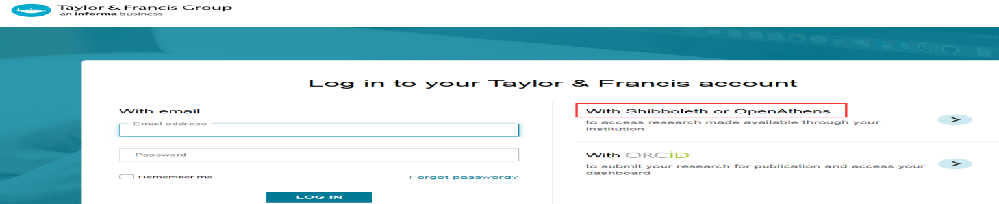 Taylor & Francis Group
an informa business
Log in to your Taylor & Francis account
With email
Email address
Password
Remember me
Forgot password?
LOG IN
With Shibboleth or OpenAthens
to access research made available through your
institution
With ORCiD
to submit your research for publication and access your
dashboard